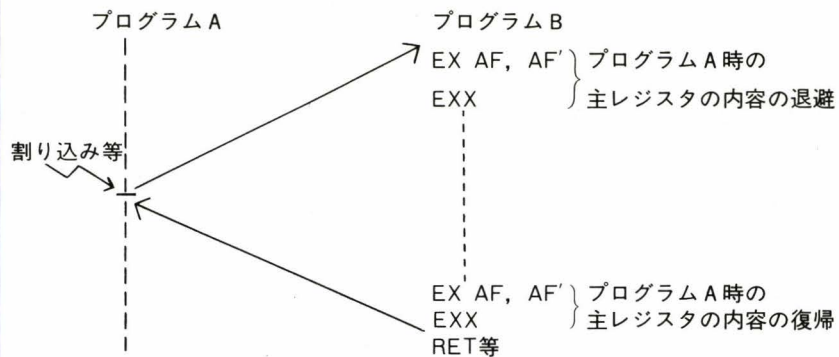 プログラムA
プログラムB
EX AF, AF′
プログラムA時の
EXX
主レジスタの内容の退避
割り込み等
EX AF, AF′
プログラムA時の
EXX
主レジスタの内容の復帰
RET等